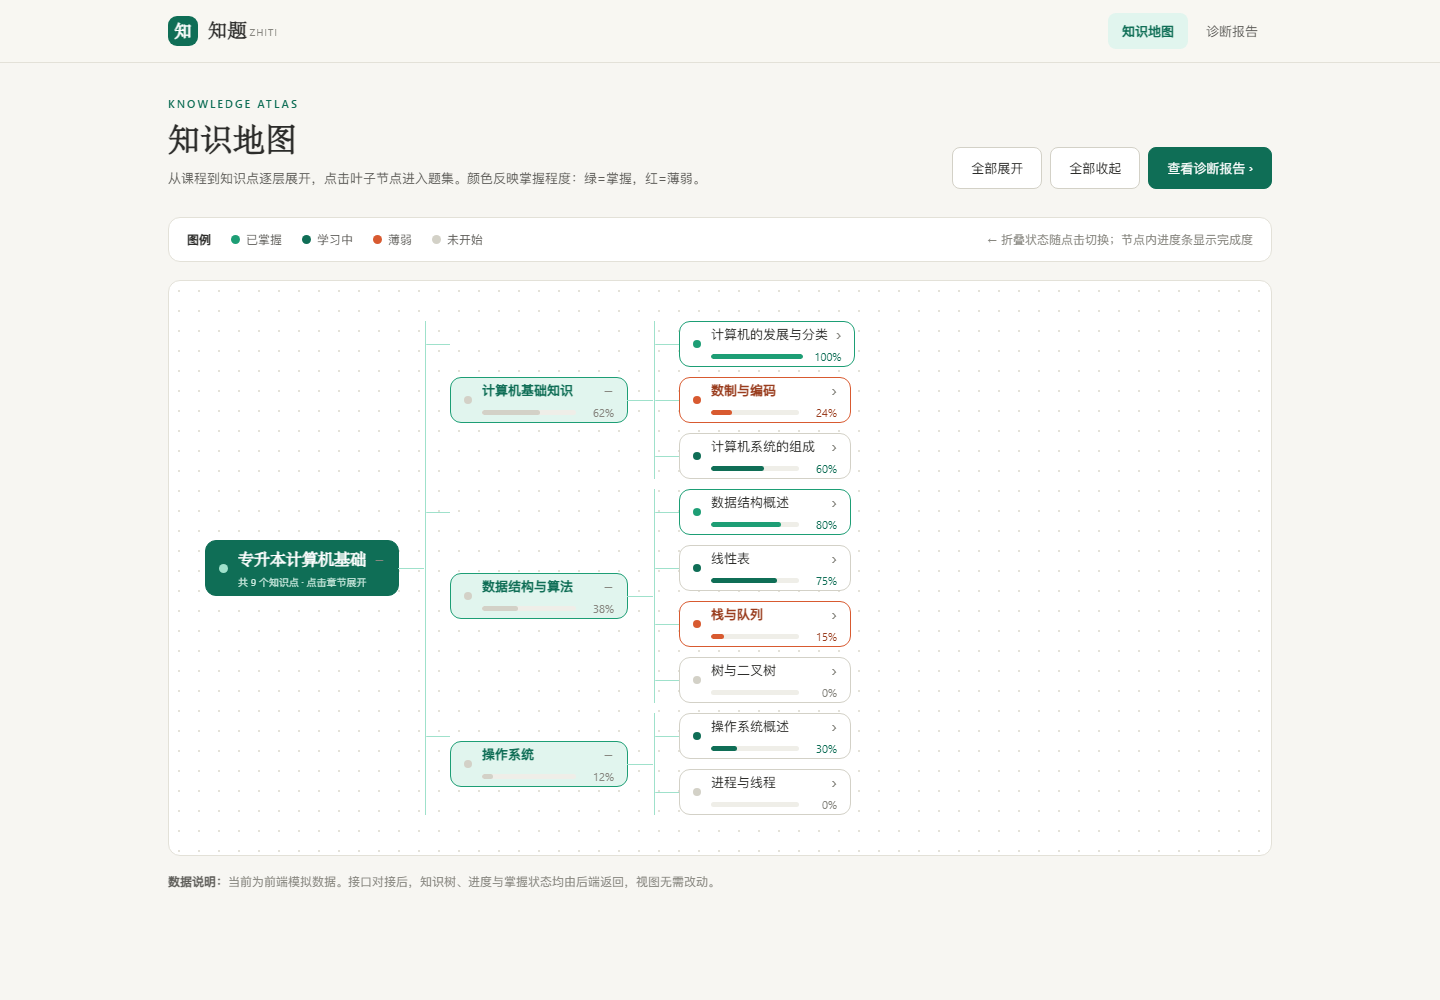 知 知题 ZHITI
知识地图 诊断报告
KNOWLEDGE ATLAS
知识地图
从课程到知识点逐层展开，点击叶子节点进入题集。颜色反映掌握程度：绿=掌握，红=薄弱。
全部展开 全部收起 查看诊断报告 ›
图例 已掌握 学习中 薄弱 未开始
← 折叠状态随点击切换；节点内进度条显示完成度
专升本计算机基础 –
共 9 个知识点 · 点击章节展开
计算机基础知识 –
62%
计算机的发展与分类 ›
100%
数制与编码 ›
24%
计算机系统的组成 ›
60%
数据结构与算法 –
38%
数据结构概述 ›
80%
线性表 ›
75%
栈与队列 ›
15%
树与二叉树 ›
0%
操作系统 –
12%
操作系统概述 ›
30%
进程与线程 ›
0%
数据说明：当前为前端模拟数据。接口对接后，知识树、进度与掌握状态均由后端返回，视图无需改动。